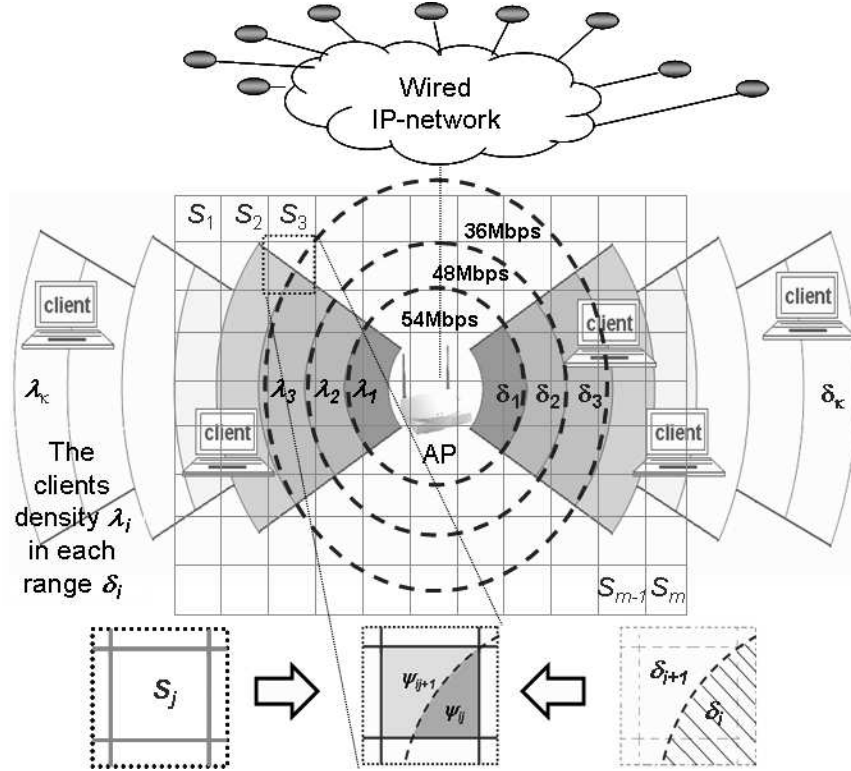 Wired
IP-network
S₁ S₂ S₃
36Mbps
48Mbps
54Mbps
client
client
client
λκ
λ₃ λ₂ λ₁
δ₁ δ₂ δ₃
δκ
client
client
AP
The
clients
density λᵢ
in each
range δᵢ
Sₘ₋₁ Sₘ
Sⱼ
ψᵢⱼ₊₁
ψᵢⱼ
δᵢ₊₁
δᵢ